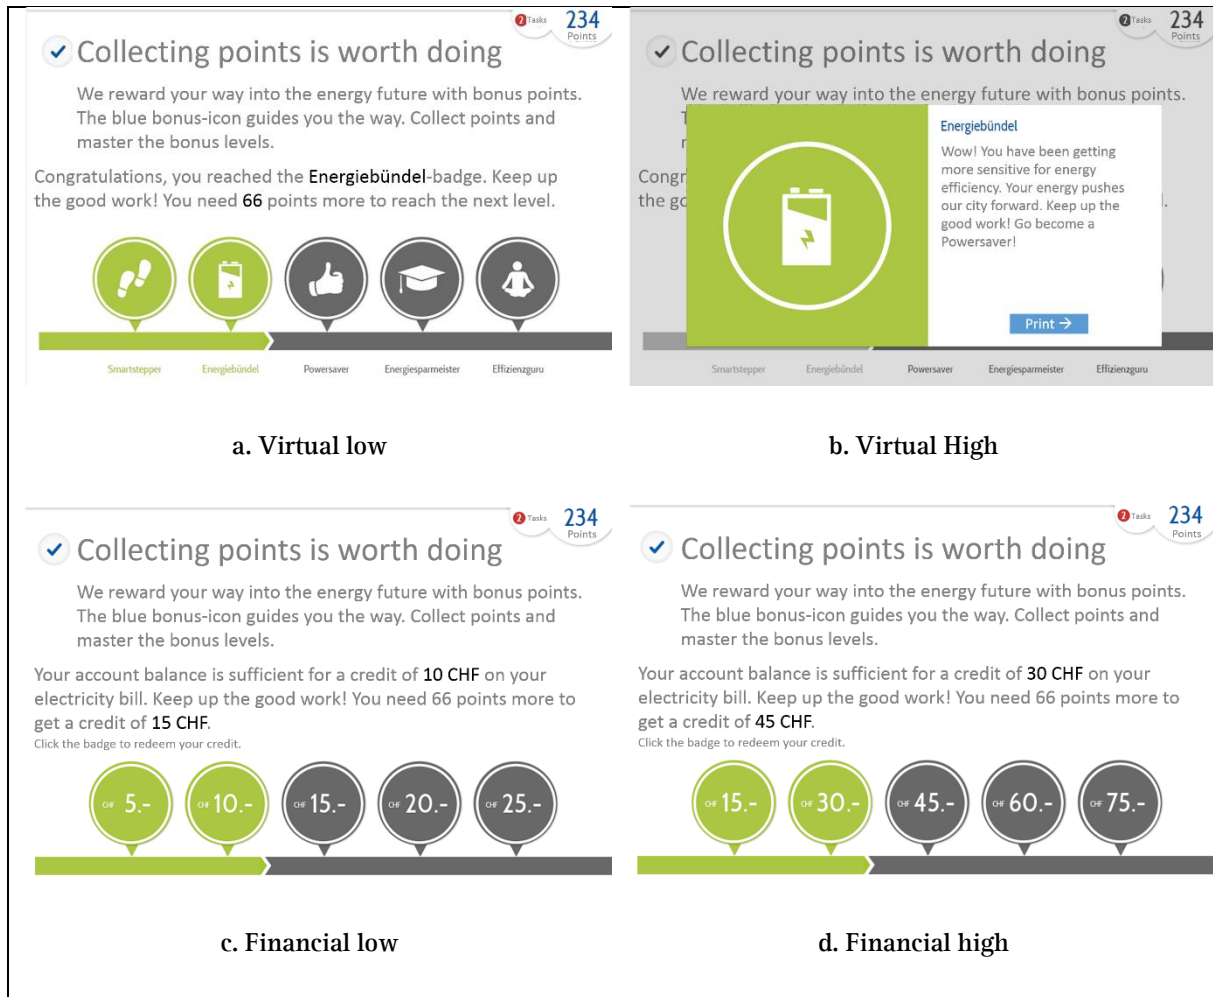 2 Tasks 234 Points
Collecting points is worth doing
We reward your way into the energy future with bonus points.
The blue bonus-icon guides you the way. Collect points and
master the bonus levels.
Congratulations, you reached the Energiebündel-badge. Keep up
the good work! You need 66 points more to reach the next level.
Smartstepper Energiebündel Powersaver Energiesparmeister Effizienzguru
a. Virtual low
2 Tasks 234 Points
Collecting points is worth doing
We reward your way into the energy future with bonus points.
T
r
Congr
the go
l.
Energiebündel
Wow! You have been getting
more sensitive for energy
efficiency. Your energy pushes
our city forward. Keep up the
good work! Go become a
Powersaver!
Print →
Smartstepper Energiebündel Powersaver Energiesparmeister Effizienzguru
b. Virtual High
2 Tasks 234 Points
Collecting points is worth doing
We reward your way into the energy future with bonus points.
The blue bonus-icon guides you the way. Collect points and
master the bonus levels.
Your account balance is sufficient for a credit of 10 CHF on your
electricity bill. Keep up the good work! You need 66 points more to
get a credit of 15 CHF.
Click the badge to redeem your credit.
CHF 5.- CHF 10.- CHF 15.- CHF 20.- CHF 25.-
c. Financial low
2 Tasks 234 Points
Collecting points is worth doing
We reward your way into the energy future with bonus points.
The blue bonus-icon guides you the way. Collect points and
master the bonus levels.
Your account balance is sufficient for a credit of 30 CHF on your
electricity bill. Keep up the good work! You need 66 points more to
get a credit of 45 CHF.
Click the badge to redeem your credit.
CHF 15.- CHF 30.- CHF 45.- CHF 60.- CHF 75.-
d. Financial high